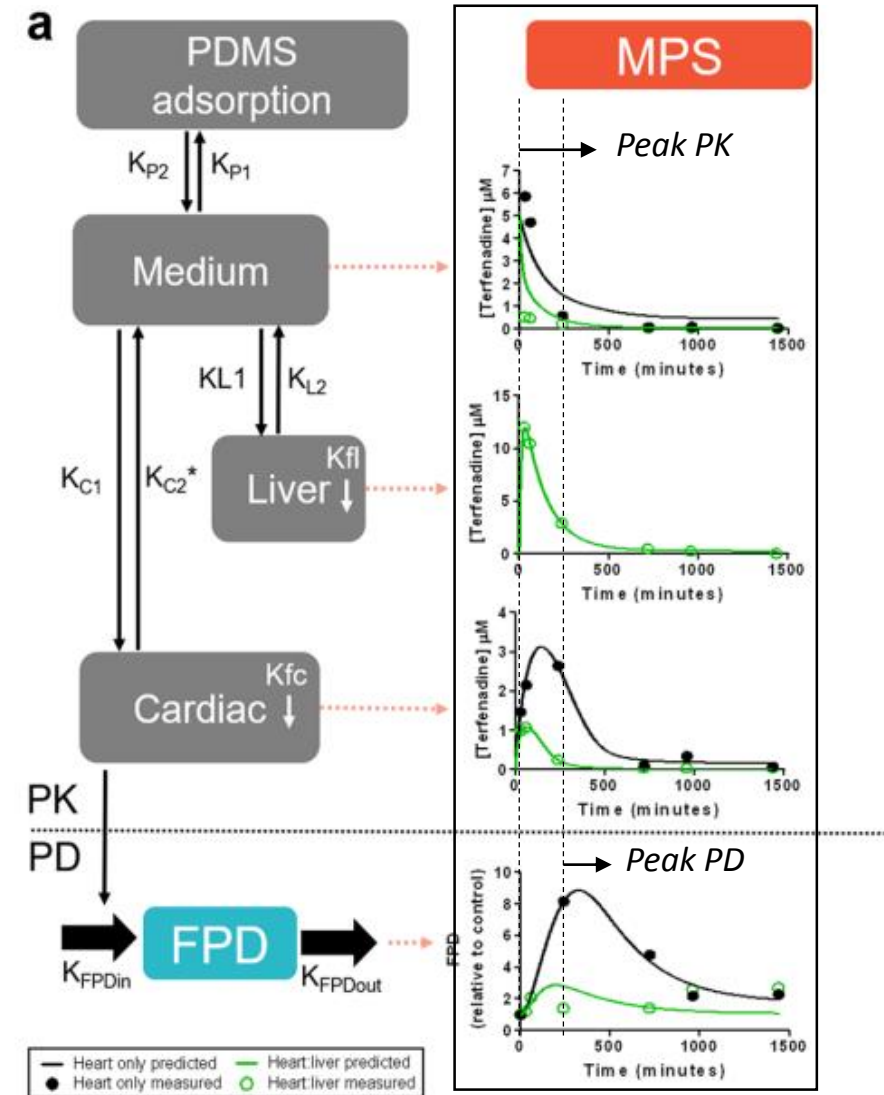 a
PDMS
adsorption
MPS
Peak PK
K_P2
K_P1
Medium
[Terfenadine] µM
7
6
5
4
3
2
1
0
0
500
1000
1500
Time (minutes)
KL1
K_L2
K_C1
K_C2*
Kfl
Liver
[Terfenadine] µM
15
10
5
0
0
500
1000
1500
Time (minutes)
Kfc
Cardiac
[Terfenadine] µM
4
3
2
1
0
0
500
1000
1500
Time (minutes)
PK
PD
Peak PD
K_FPDin
FPD
K_FPDout
FPD
(relative to control)
10
8
6
4
2
0
0
500
1000
1500
Time (minutes)
Heart only predicted
Heart:liver predicted
Heart only measured
Heart:liver measured